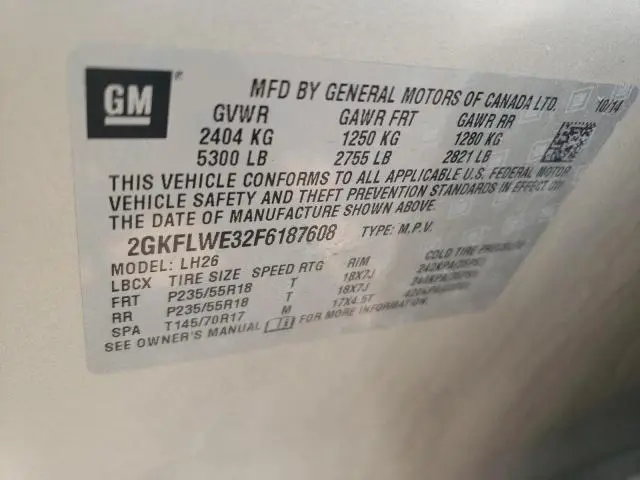 GM
MFD BY GENERAL MOTORS OF CANADA LTD. 10/14
GVWR GAWR FRT GAWR RR
2404 KG 1250 KG 1280 KG
5300 LB 2755 LB 2821 LB
THIS VEHICLE CONFORMS TO ALL APPLICABLE U.S. FEDERAL MOTOR
VEHICLE SAFETY AND THEFT PREVENTION STANDARDS IN EFFECT ON
THE DATE OF MANUFACTURE SHOWN ABOVE.
2GKFLWE32F6187608 TYPE: M.P.V.
MODEL: LH26
LBCX TIRE SIZE SPEED RTG RIM COLD TIRE PRESSURE
FRT P235/55R18 T 18X7J
RR P235/55R18 T 18X7J
SPA T145/70R17 M 17X4.5T
SEE OWNER'S MANUAL FOR MORE INFORMATION